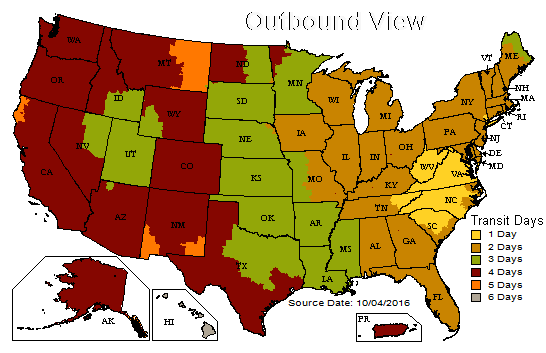 Outbound View
WA
OR
CA
NV
ID
MT
WY
UT
AZ
CO
NM
ND
SD
NE
KS
OK
TX
MN
IA
MO
AR
LA
WI
IL
MI
IN
OH
KY
TN
MS
AL
GA
FL
SC
NC
VA
WV
PA
NY
VT
ME
NH
MA
RI
CT
NJ
DE
MD
AK
HI
PR
Transit Days
1 Day
2 Days
3 Days
4 Days
5 Days
6 Days
Source Date: 10/04/2016